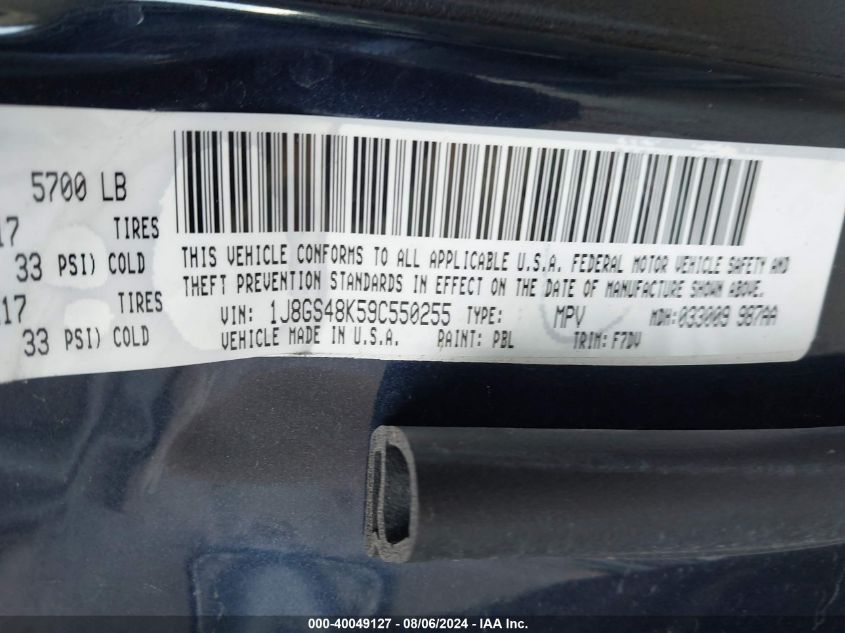 5700 LB
17 TIRES
33 PSI) COLD
17 TIRES
33 PSI) COLD
THIS VEHICLE CONFORMS TO ALL APPLICABLE U.S.A. FEDERAL MOTOR VEHICLE SAFETY AND
THEFT PREVENTION STANDARDS IN EFFECT ON THE DATE OF MANUFACTURE SHOWN ABOVE.
VIN: 1J8GS48K59C550255 TYPE: MPV MDH:033009 987AA
VEHICLE MADE IN U.S.A. PAINT: PBL TRIM: F7DV
000-40049127 - 08/06/2024 - IAA Inc.